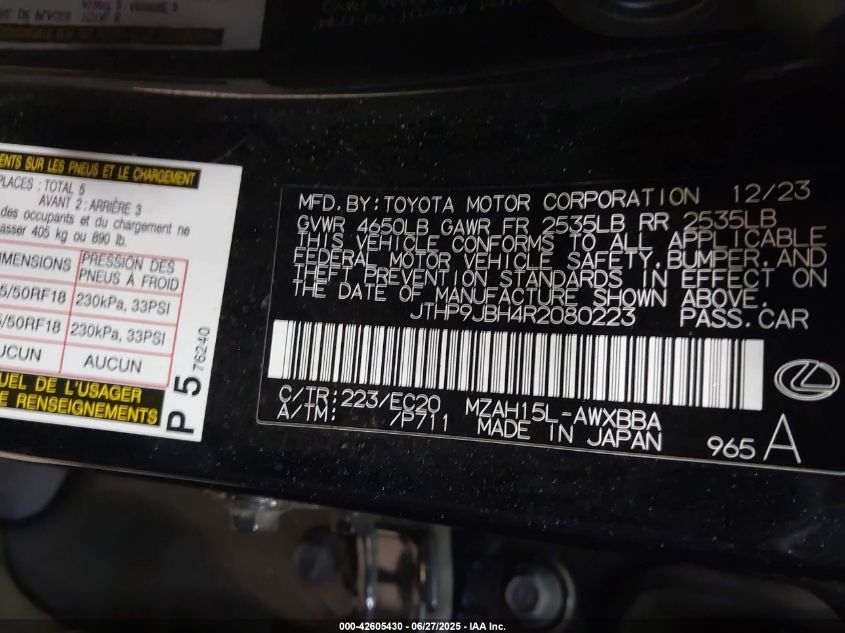 ENTS SUR LES PNEUS ET LE CHARGEMENT
PLACES : TOTAL 5
AVANT 2 : ARRIÈRE 3
des occupants et du chargement ne
asser 405 kg ou 890 lb.
MENSIONS PRESSION DES PNEUS À FROID
5/50RF18 230kPa, 33PSI
5/50RF18 230kPa, 33PSI
AUCUN AUCUN
UEL DE L'USAGER
E RENSEIGNEMENTS
P 5 76240
MFD. BY: TOYOTA MOTOR CORPORATION 12/23
GVWR 4650LB GAWR FR 2535LB RR 2535LB
THIS VEHICLE CONFORMS TO ALL APPLICABLE
FEDERAL MOTOR VEHICLE SAFETY, BUMPER, AND
THEFT PREVENTION STANDARDS IN EFFECT ON
THE DATE OF MANUFACTURE SHOWN ABOVE.
JTHP9JBH4R2080223 PASS. CAR
C/TR: 223/EC20 MZAH15L-AWXBBA
A/TM: /P711 MADE IN JAPAN 965 A
000-42605430 - 06/27/2025 - IAA Inc.